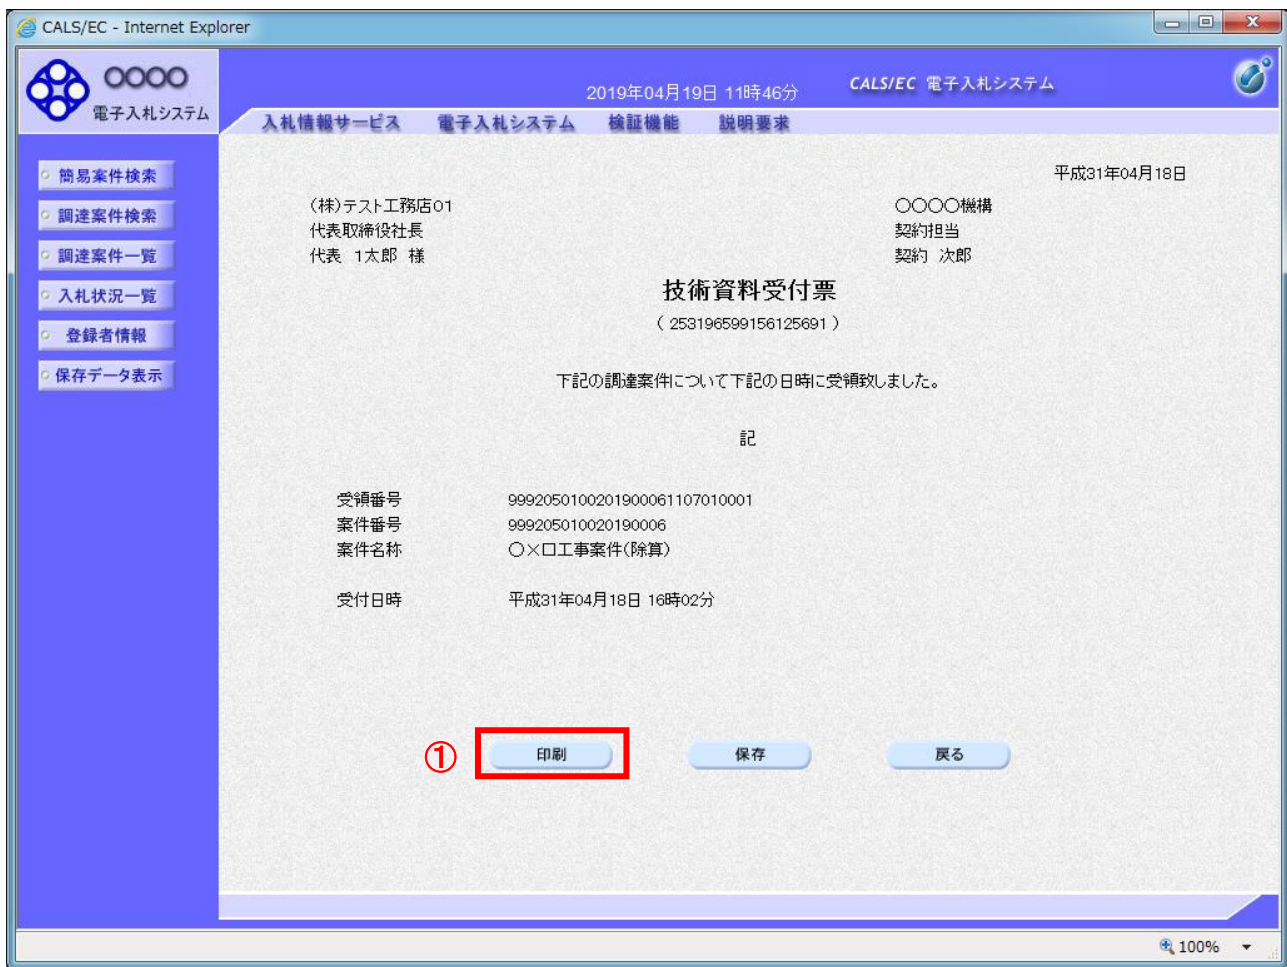 CALS/EC - Internet Explorer
○○○○
電子入札システム
2019年04月19日 11時46分
CALS/EC 電子入札システム
入札情報サービス 電子入札システム 検証機能 説明要求
簡易案件検索
調達案件検索
調達案件一覧
入札状況一覧
登録者情報
保存データ表示
平成31年04月18日
(株)テスト工務店01
代表取締役社長
代表 1太郎 様
○○○○機構
契約担当
契約 次郎
技術資料受付票
( 253196599156125691 )
下記の調達案件について下記の日時に受領致しました。
記
受領番号 9992050100201900061107010001
案件番号 999205010020190006
案件名称 ○×口工事案件(除算)
受付日時 平成31年04月18日 16時02分
① 印刷 保存 戻る
100%